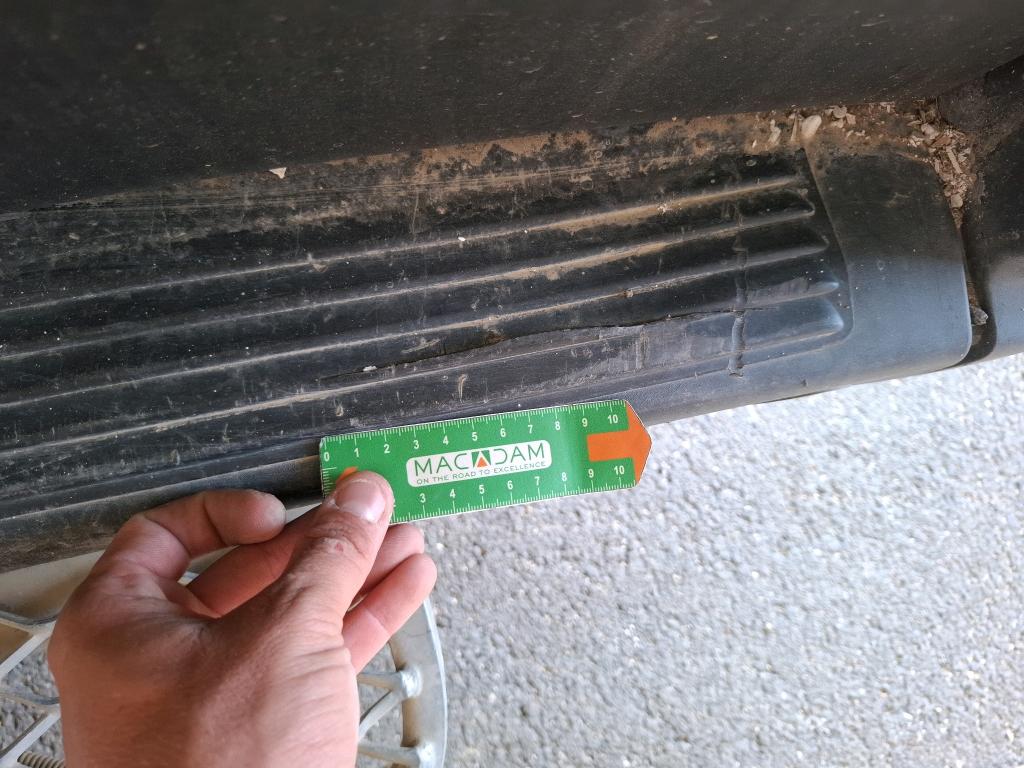 0 1 2 3 4 5 6 7 8 9 10
MACADAM
ON THE ROAD TO EXCELLENCE
3 4 5 6 7 8 9 10